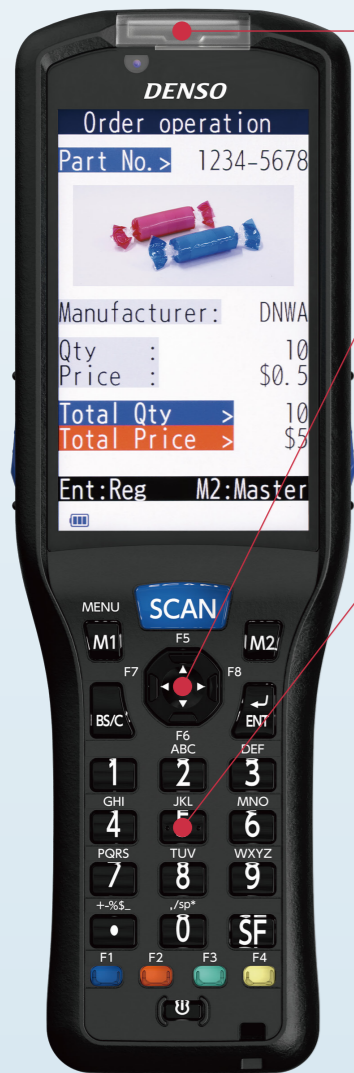 DENSO
Order operation
Part No.> 1234-5678
Manufacturer: DNWA
Qty : 10
Price : $0.5
Total Qty > 10
Total Price > $5
Ent:Reg M2:Master
MENU
SCAN
M1
F5
M2
F7
F8
BS/C
ENT
F6
ABC
DEF
1
2
3
GHI
JKL
MNO
4
6
PQRS
TUV
WXYZ
7
8
9
+-%$_
,/sp*
•
0
SF
F1
F2
F3
F4